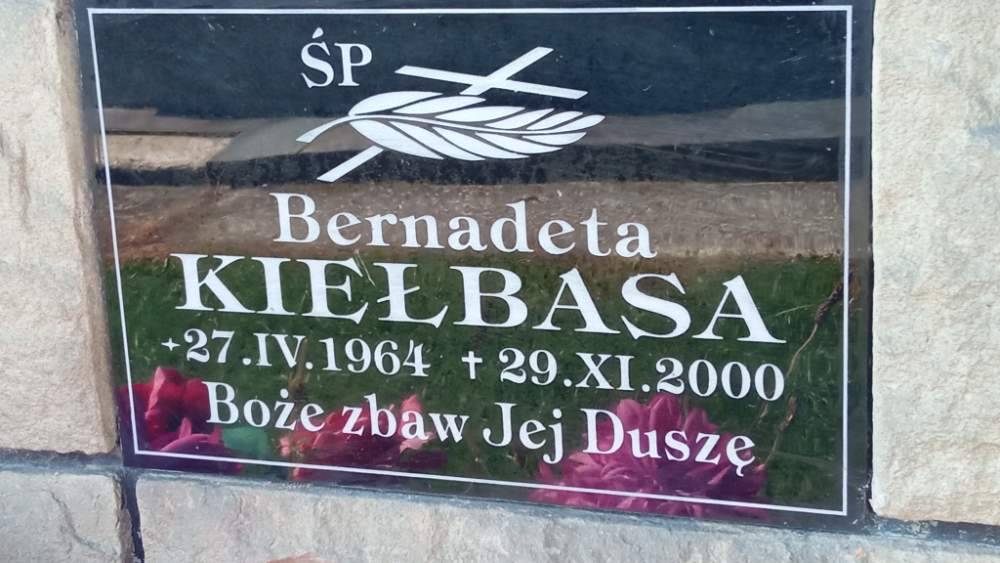 ŚP
Bernadeta
KIEŁBASA
+27.IV.1964 ✝ 29.XI.2000
Boże zbaw Jej Duszę